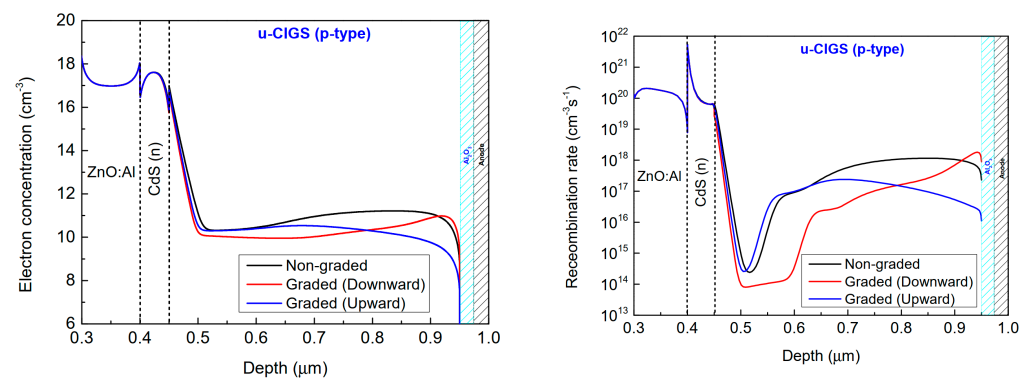 20
18
16
14
12
10
8
6
Electron concentration (cm⁻³)
u-CIGS (p-type)
ZnO:Al
CdS (n)
Al₂O₃
Anode
Non-graded
Graded (Downward)
Graded (Upward)
0.3 0.4 0.5 0.6 0.7 0.8 0.9 1.0
Depth (μm)
10²²
10²¹
10²⁰
10¹⁹
10¹⁸
10¹⁷
10¹⁶
10¹⁵
10¹⁴
10¹³
Recombination rate (cm⁻³s⁻¹)
u-CIGS (p-type)
ZnO:Al
CdS (n)
Al₂O₃
Anode
Non-graded
Graded (Downward)
Graded (Upward)
0.3 0.4 0.5 0.6 0.7 0.8 0.9 1.0
Depth (μm)